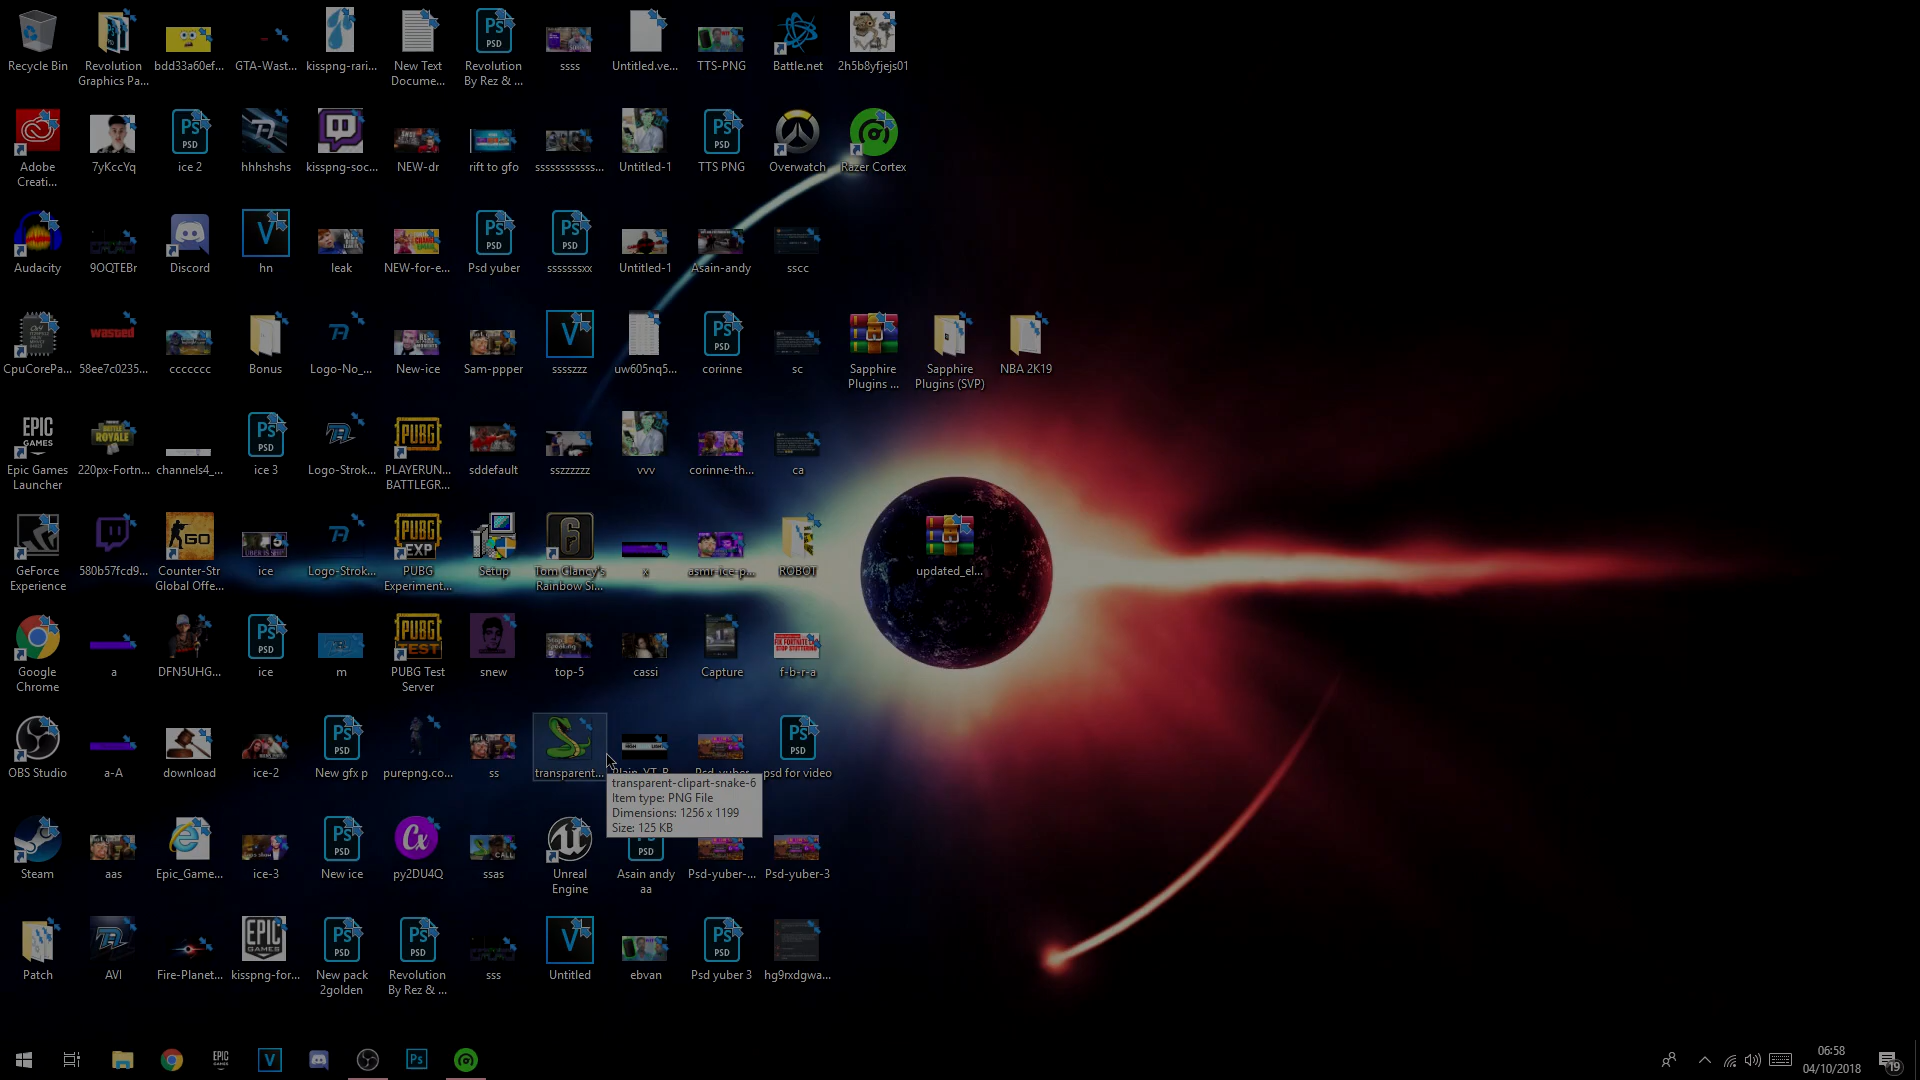 Recycle Bin
Revolution
Graphics Pa...
bdd33a60ef...
GTA-Wast...
kisspng-rari...
New Text
Docume...
Revolution
By Rez & ...
ssss
Untitled.ve...
TTS-PNG
Battle.net
2h5b8yfjejs01
Adobe
Creati...
7yKccYq
ice 2
hhhshshs
kisspng-soc...
NEW-dr
rift to gfo
ssssssssssss...
Untitled-1
TTS PNG
Overwatch
Razer Cortex
Audacity
9OQTEBr
Discord
hn
leak
NEW-for-e...
Psd yuber
sssssssxx
Untitled-1
Asain-andy
sscc
CpuCorePa...
58ee7c0235...
ccccccc
Bonus
Logo-No_...
New-ice
Sam-ppper
sssszzz
uw605nq5...
corinne
sc
Sapphire
Plugins ...
Sapphire
Plugins (SVP)
NBA 2K19
Epic Games
Launcher
220px-Fortn...
channels4_...
ice 3
Logo-Strok...
PLAYERUN...
BATTLEGR...
sddefault
sszzzzzz
vvv
corinne-th...
ca
GeForce
Experience
580b57fcd9...
Counter-Str
Global Offe...
ice
Logo-Strok...
PUBG
Experiment...
Setup
Tom Clancy's
Rainbow Si...
x
asmr-ice-p...
ROBOT
updated_el...
Google
Chrome
a
DFN5UHG...
ice
m
PUBG Test
Server
snew
top-5
cassi
Capture
f-b-r-a
OBS Studio
a-A
download
ice-2
New gfx p
purepng.co...
ss
transparent...
Plain_YT_B...
Psd-yuber
psd for video
transparent-clipart-snake-6
Item type: PNG File
Dimensions: 1256 x 1199
Size: 125 KB
Steam
aas
Epic_Game...
ice-3
New ice
py2DU4Q
ssas
Unreal
Engine
Asain andy
aa
Psd-yuber-...
Psd-yuber-3
Patch
AVI
Fire-Planet...
kisspng-for...
New pack
2golden
Revolution
By Rez & ...
sss
Untitled
ebvan
Psd yuber 3
hg9rxdgwa...
06:58
04/10/2018
19